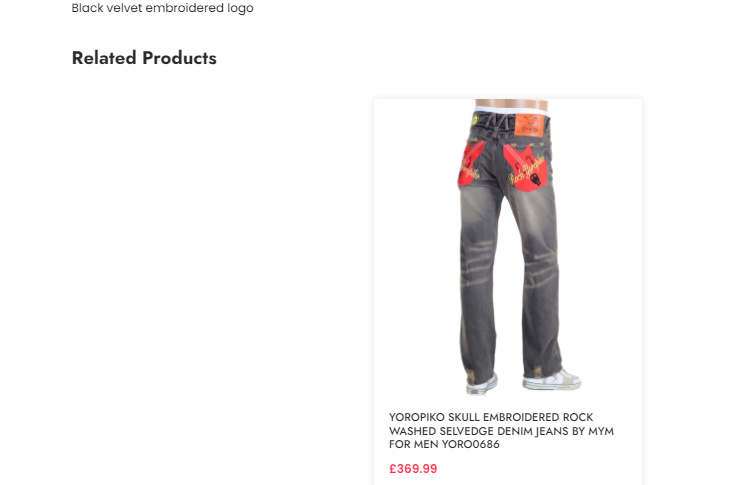 Black velvet embroidered logo
Related Products
YOROPIKO SKULL EMBROIDERED ROCK
WASHED SELVEDGE DENIM JEANS BY MYM
FOR MEN YORO0686
£369.99